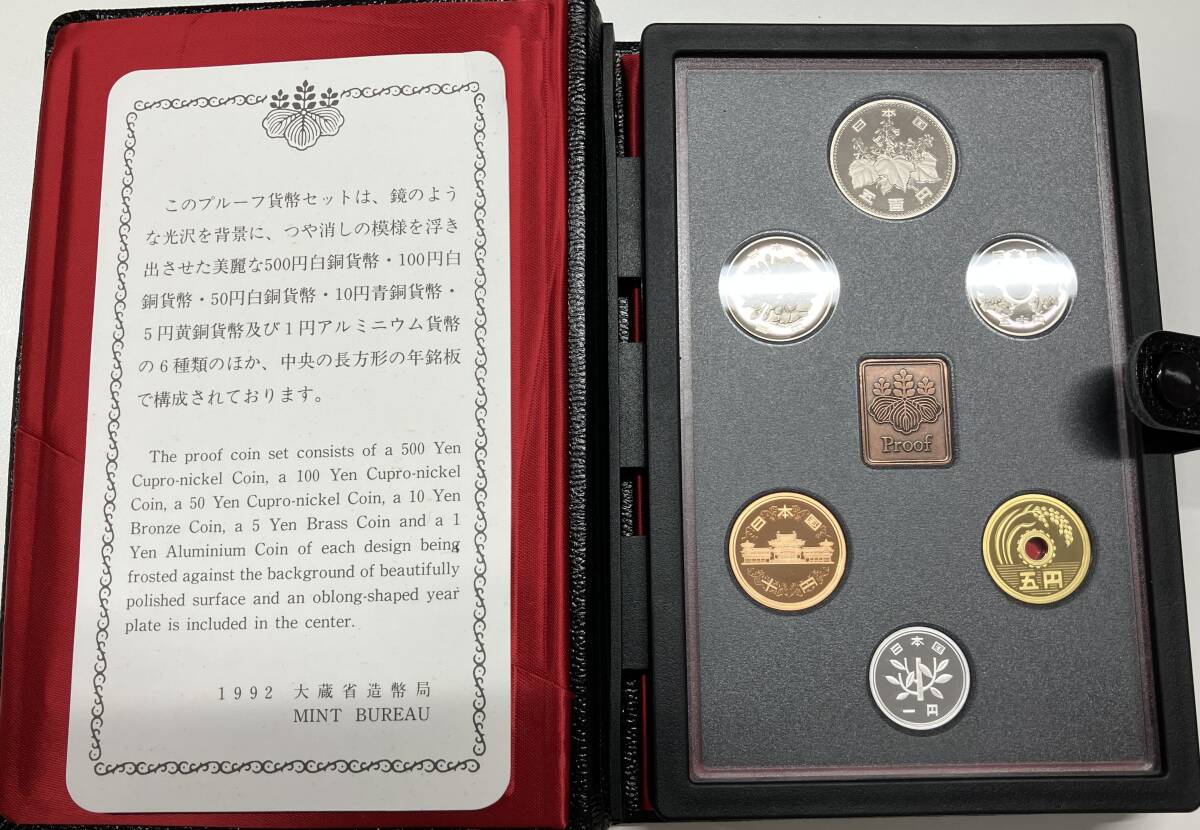 このプルーフ貨幣セットは、鏡のよう
な光沢を背景に、つや消しの模様を浮き
出させた美麗な500円白銅貨幣・100円白
銅貨幣・50円白銅貨幣・10円青銅貨幣・
5円黄銅貨幣及び1円アルミニウム貨幣
の6種類のほか、中央の長方形の年銘板
で構成されております。
The proof coin set consists of a 500 Yen
Cupro-nickel Coin, a 100 Yen Cupro-nickel
Coin, a 50 Yen Cupro-nickel Coin, a 10 Yen
Bronze Coin, a 5 Yen Brass Coin and a 1
Yen Aluminium Coin of each design being
frosted against the background of beautifully
polished surface and an oblong-shaped year
plate is included in the center.
1992 大蔵省造幣局
MINT BUREAU
日本国
五百円
日本国
Proof
日本国
十円
五円
日本国
一円